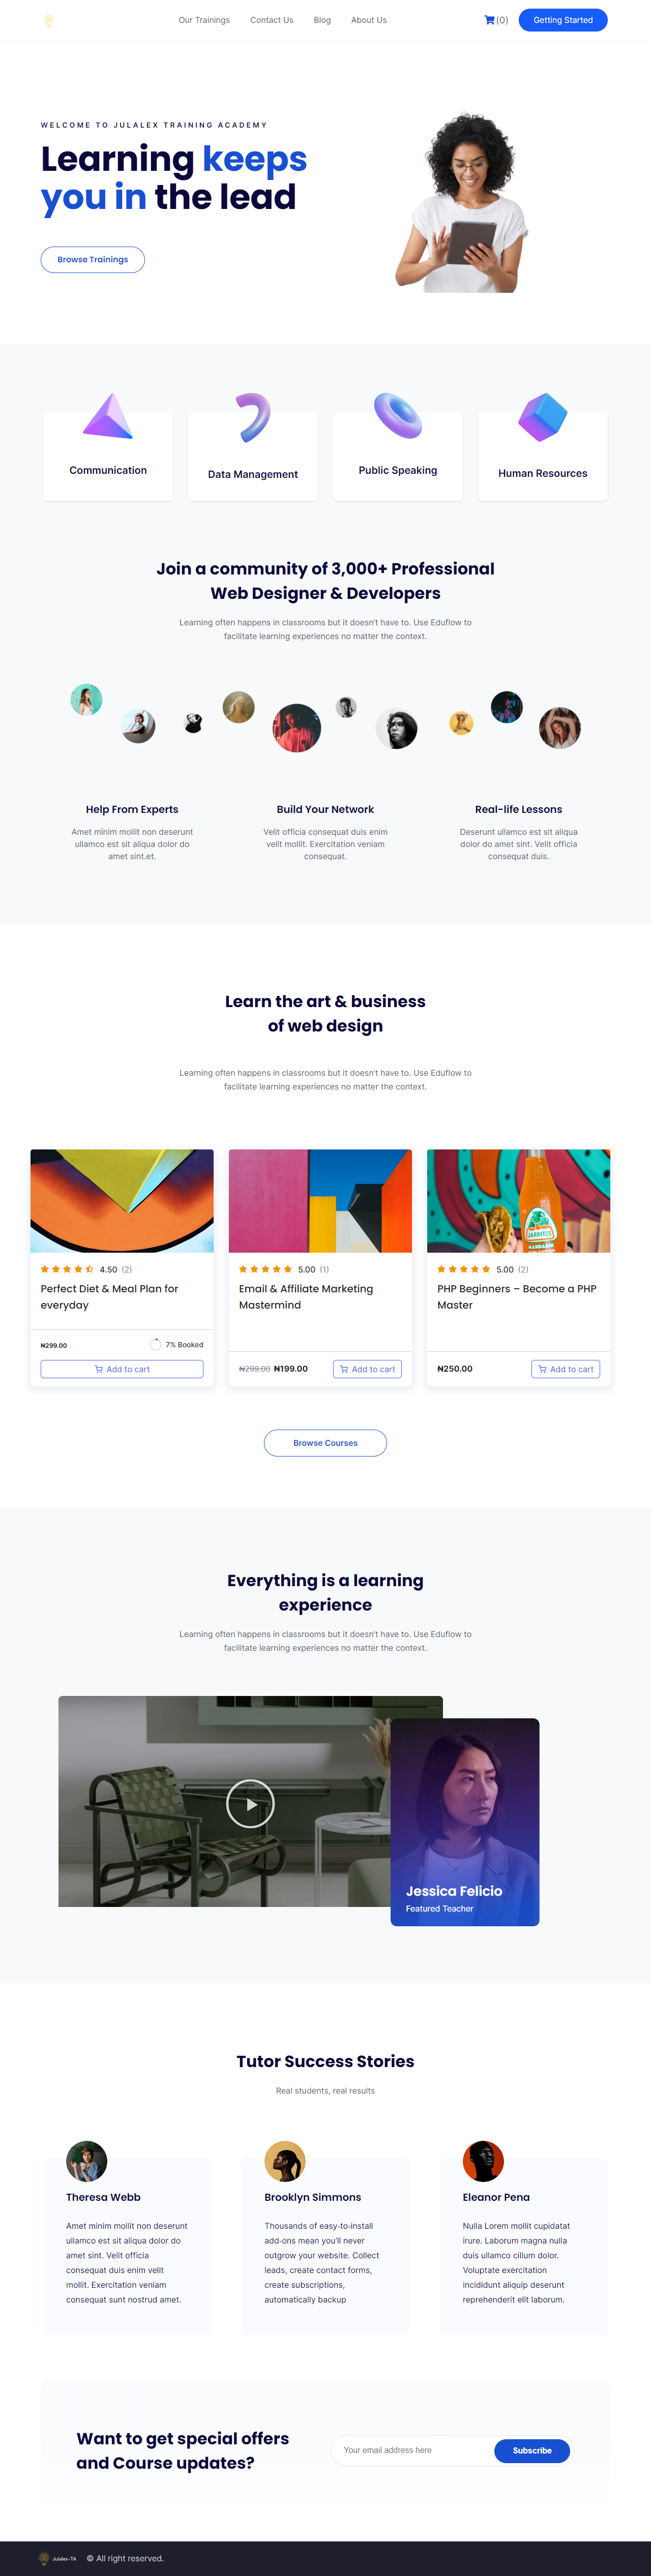 Our Trainings Contact Us Blog About Us (0) Getting Started
WELCOME TO JULALEX TRAINING ACADEMY
Learning keeps
you in the lead
Browse Trainings
Communication
Data Management
Public Speaking
Human Resources
Join a community of 3,000+ Professional
Web Designer & Developers
Learning often happens in classrooms but it doesn't have to. Use Eduflow to
facilitate learning experiences no matter the context.
Help From Experts
Amet minim mollit non deserunt
ullamco est sit aliqua dolor do
amet sint.et.
Build Your Network
Velit officia consequat duis enim
velit mollit. Exercitation veniam
consequat.
Real-life Lessons
Deserunt ullamco est sit aliqua
dolor do amet sint. Velit officia
consequat duis.
Learn the art & business
of web design
Learning often happens in classrooms but it doesn't have to. Use Eduflow to
facilitate learning experiences no matter the context.
4.50 (2)
Perfect Diet & Meal Plan for
everyday
₦299.00 7% Booked
Add to cart
5.00 (1)
Email & Affiliate Marketing
Mastermind
₦299.00 ₦199.00 Add to cart
JARRITOS
MANDARIN
5.00 (2)
PHP Beginners – Become a PHP
Master
₦250.00 Add to cart
Browse Courses
Everything is a learning
experience
Learning often happens in classrooms but it doesn't have to. Use Eduflow to
facilitate learning experiences no matter the context.
Jessica Felicio
Featured Teacher
Tutor Success Stories
Real students, real results
Theresa Webb
Amet minim mollit non deserunt
ullamco est sit aliqua dolor do
amet sint. Velit officia
consequat duis enim velit
mollit. Exercitation veniam
consequat sunt nostrud amet.
Brooklyn Simmons
Thousands of easy-to-install
add-ons mean you'll never
outgrow your website. Collect
leads, create contact forms,
create subscriptions,
automatically backup
Eleanor Pena
Nulla Lorem mollit cupidatat
irure. Laborum magna nulla
duis ullamco cillum dolor.
Voluptate exercitation
incididunt aliquip deserunt
reprehenderit elit laborum.
Want to get special offers
and Course updates?
Your email address here Subscribe
Julalex-TA © All right reserved.